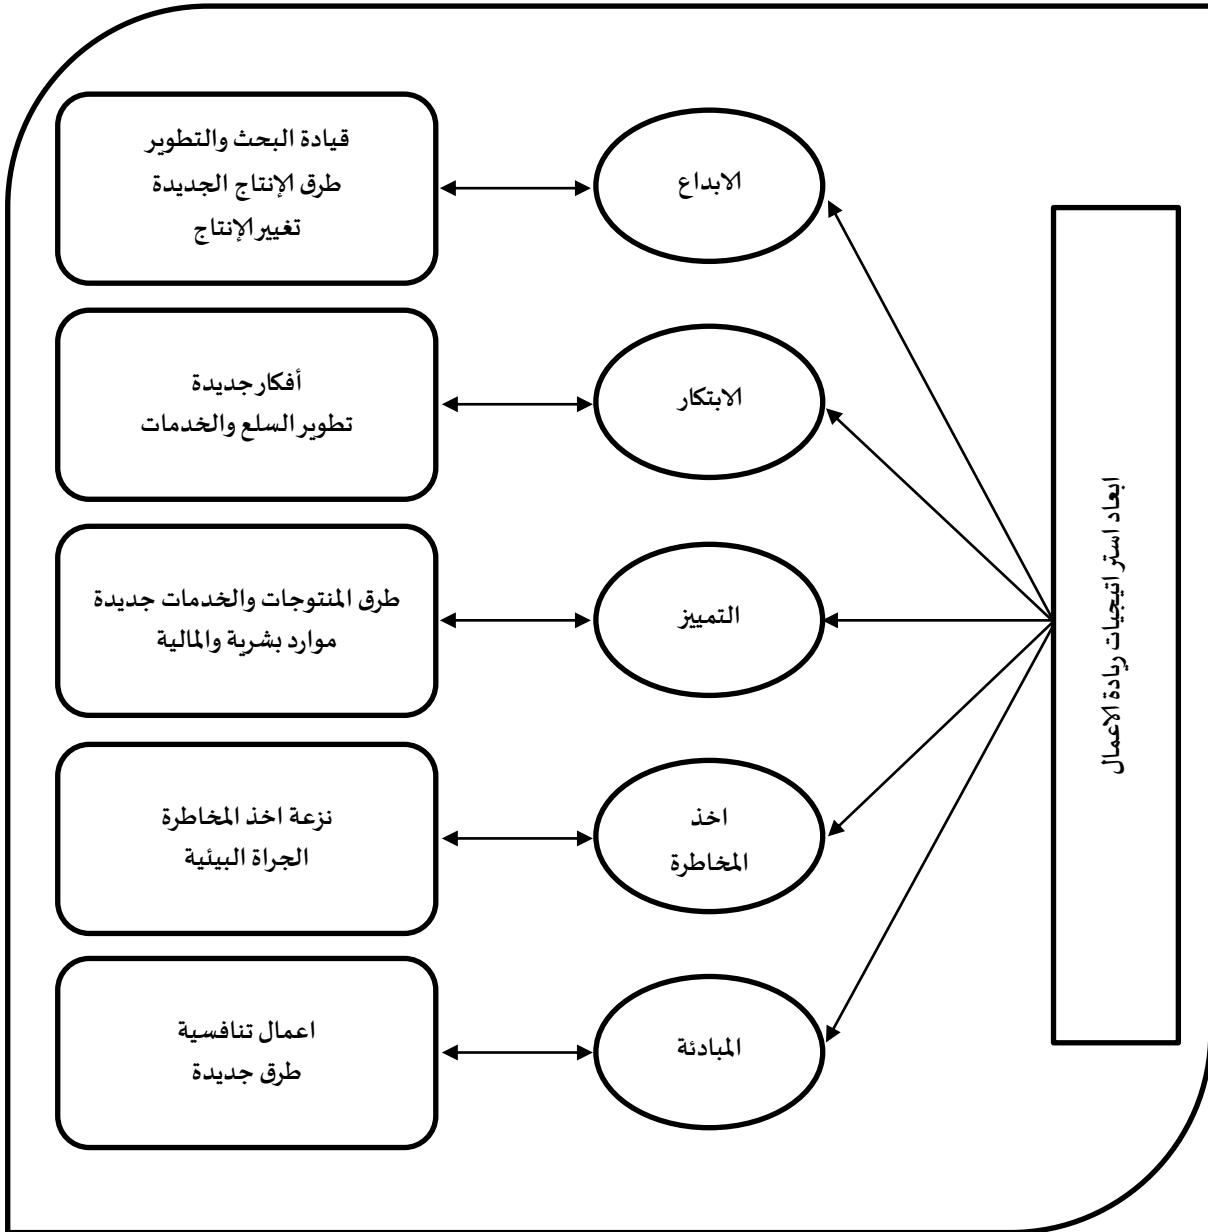 ابعاد استراتيجيات ريادة الاعمال
الابداع
قيادة البحث والتطوير
طرق الإنتاج الجديدة
تغيير الإنتاج
الابتكار
أفكار جديدة
تطوير السلع والخدمات
التمييز
طرق المنتوجات والخدمات جديدة
موارد بشرية والمالية
اخذ
المخاطرة
نزعة اخذ المخاطرة
الجراة البيئية
المبادئة
اعمال تنافسية
طرق جديدة